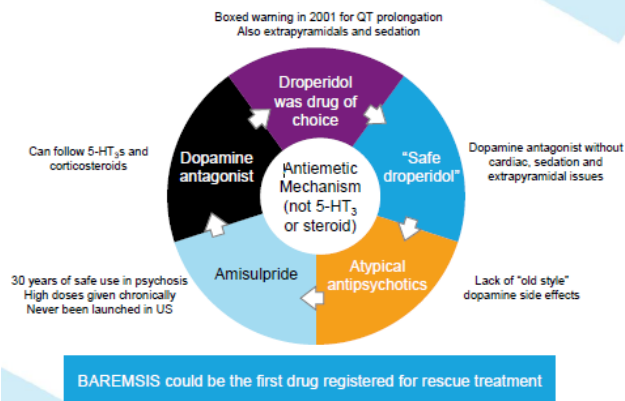 Boxed warning in 2001 for QT prolongation
Also extrapyramidals and sedation
Droperidol
was drug of
choice
"Safe
droperidol"
Dopamine antagonist without
cardiac, sedation and
extrapyramidal issues
Atypical
antipsychotics
Lack of "old style"
dopamine side effects
Amisulpride
30 years of safe use in psychosis
High doses given chronically
Never been launched in US
Dopamine
antagonist
Can follow 5-HT₃s and
corticosteroids
Antiemetic
Mechanism
(not 5-HT₃
or steroid)
BAREMSIS could be the first drug registered for rescue treatment